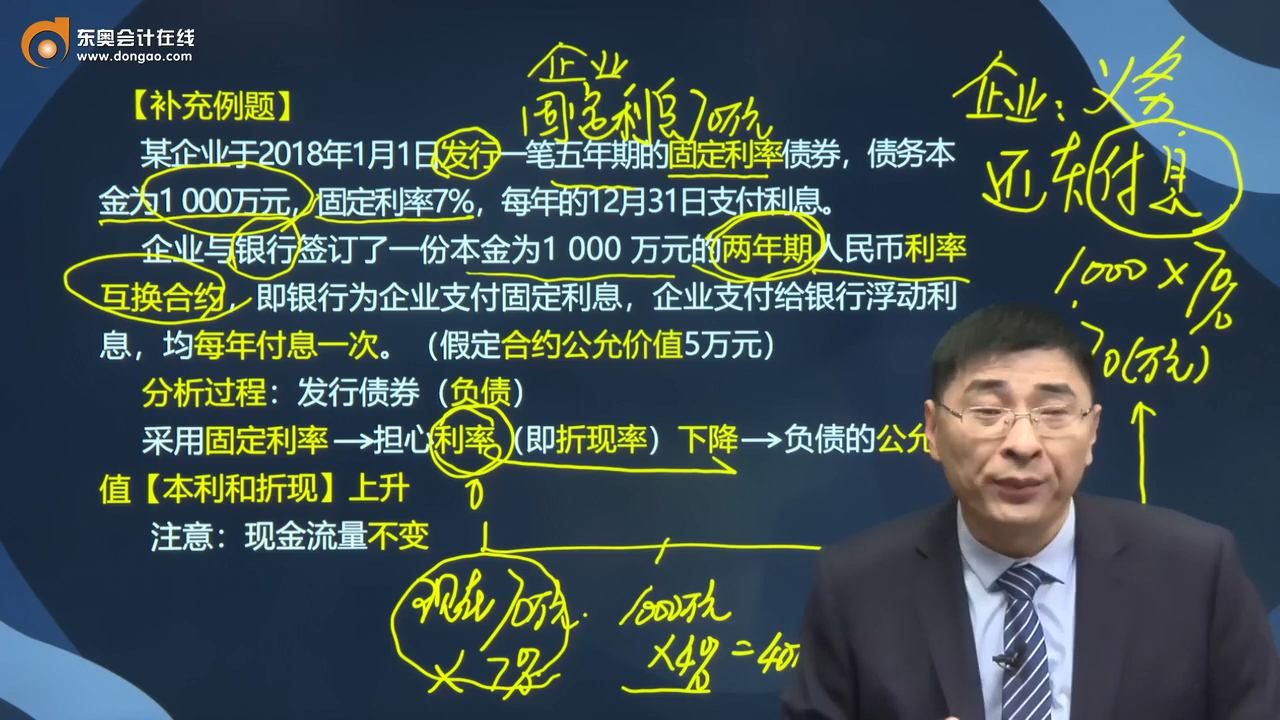 东奥会计在线
www.dongao.com
企业
固定利息70万元
企业：义务
还本付息
1000×7%
70(万元)
【补充例题】
某企业于2018年1月1日发行一笔五年期的固定利率债券，债务本
金为1 000万元，固定利率7%，每年的12月31日支付利息。
企业与银行签订了一份本金为1 000 万元的两年期人民币利率
互换合约，即银行为企业支付固定利息，企业支付给银行浮动利
息，均每年付息一次。（假定合约公允价值5万元）
分析过程：发行债券（负债）
采用固定利率→担心利率（即折现率）下降→负债的公允
值【本利和折现】上升
注意：现金流量不变
0
现在70万元
×7%
1000万元
×4%=40